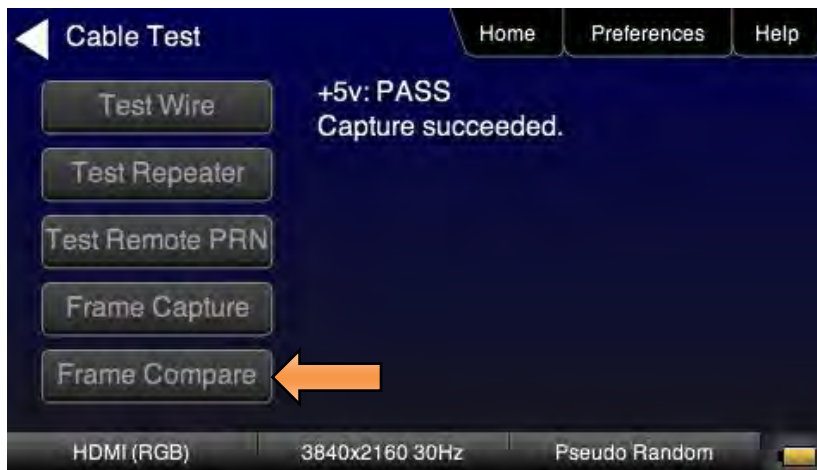 Cable Test
Home
Preferences
Help
Test Wire
Test Repeater
Test Remote PRN
Frame Capture
Frame Compare
+5v: PASS
Capture succeeded.
HDMI (RGB)
3840x2160 30Hz
Pseudo Random